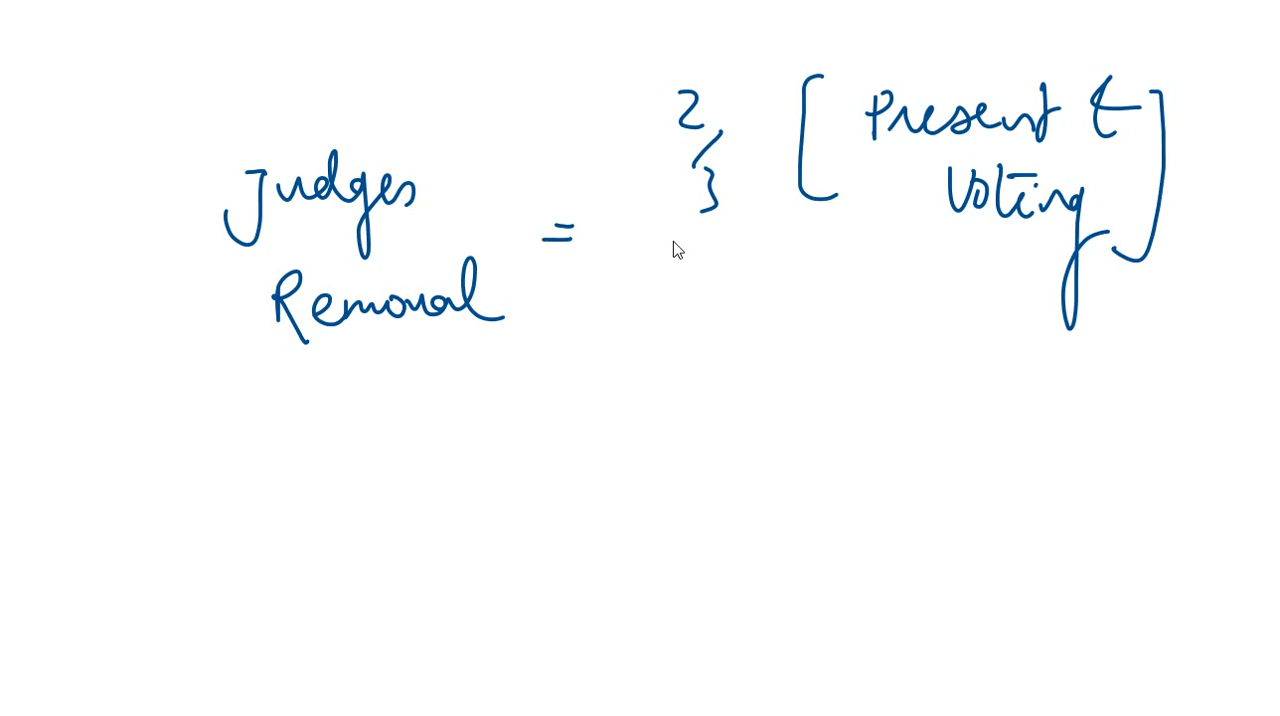 Judges
Removal
=
2/3
[Present &
Voting]